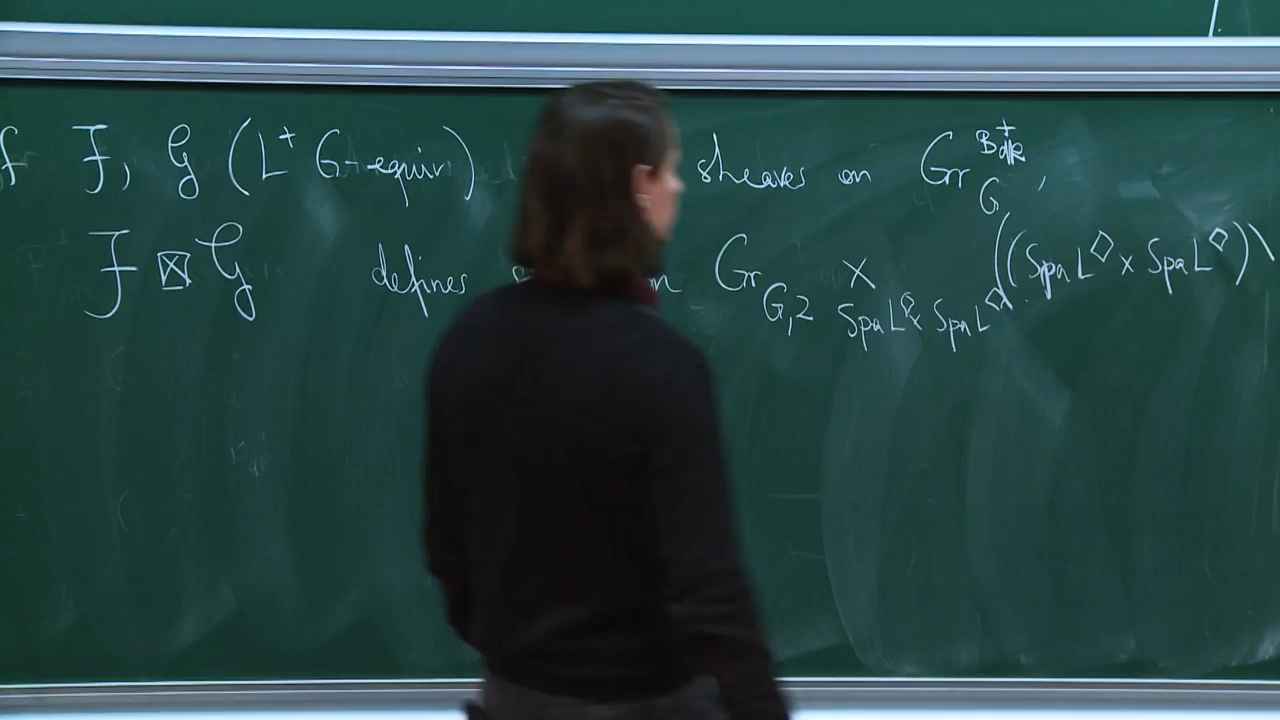 f ℱ, 𝒢 (L⁺ G-equiv) sheaves on Gr_G^{B_dR^+},
ℱ ⊠ 𝒢 defines on Gr_{G,2} ×_{Spa L^◇ × Spa L^◇} ((Spa L^◇ × Spa L^◇) \